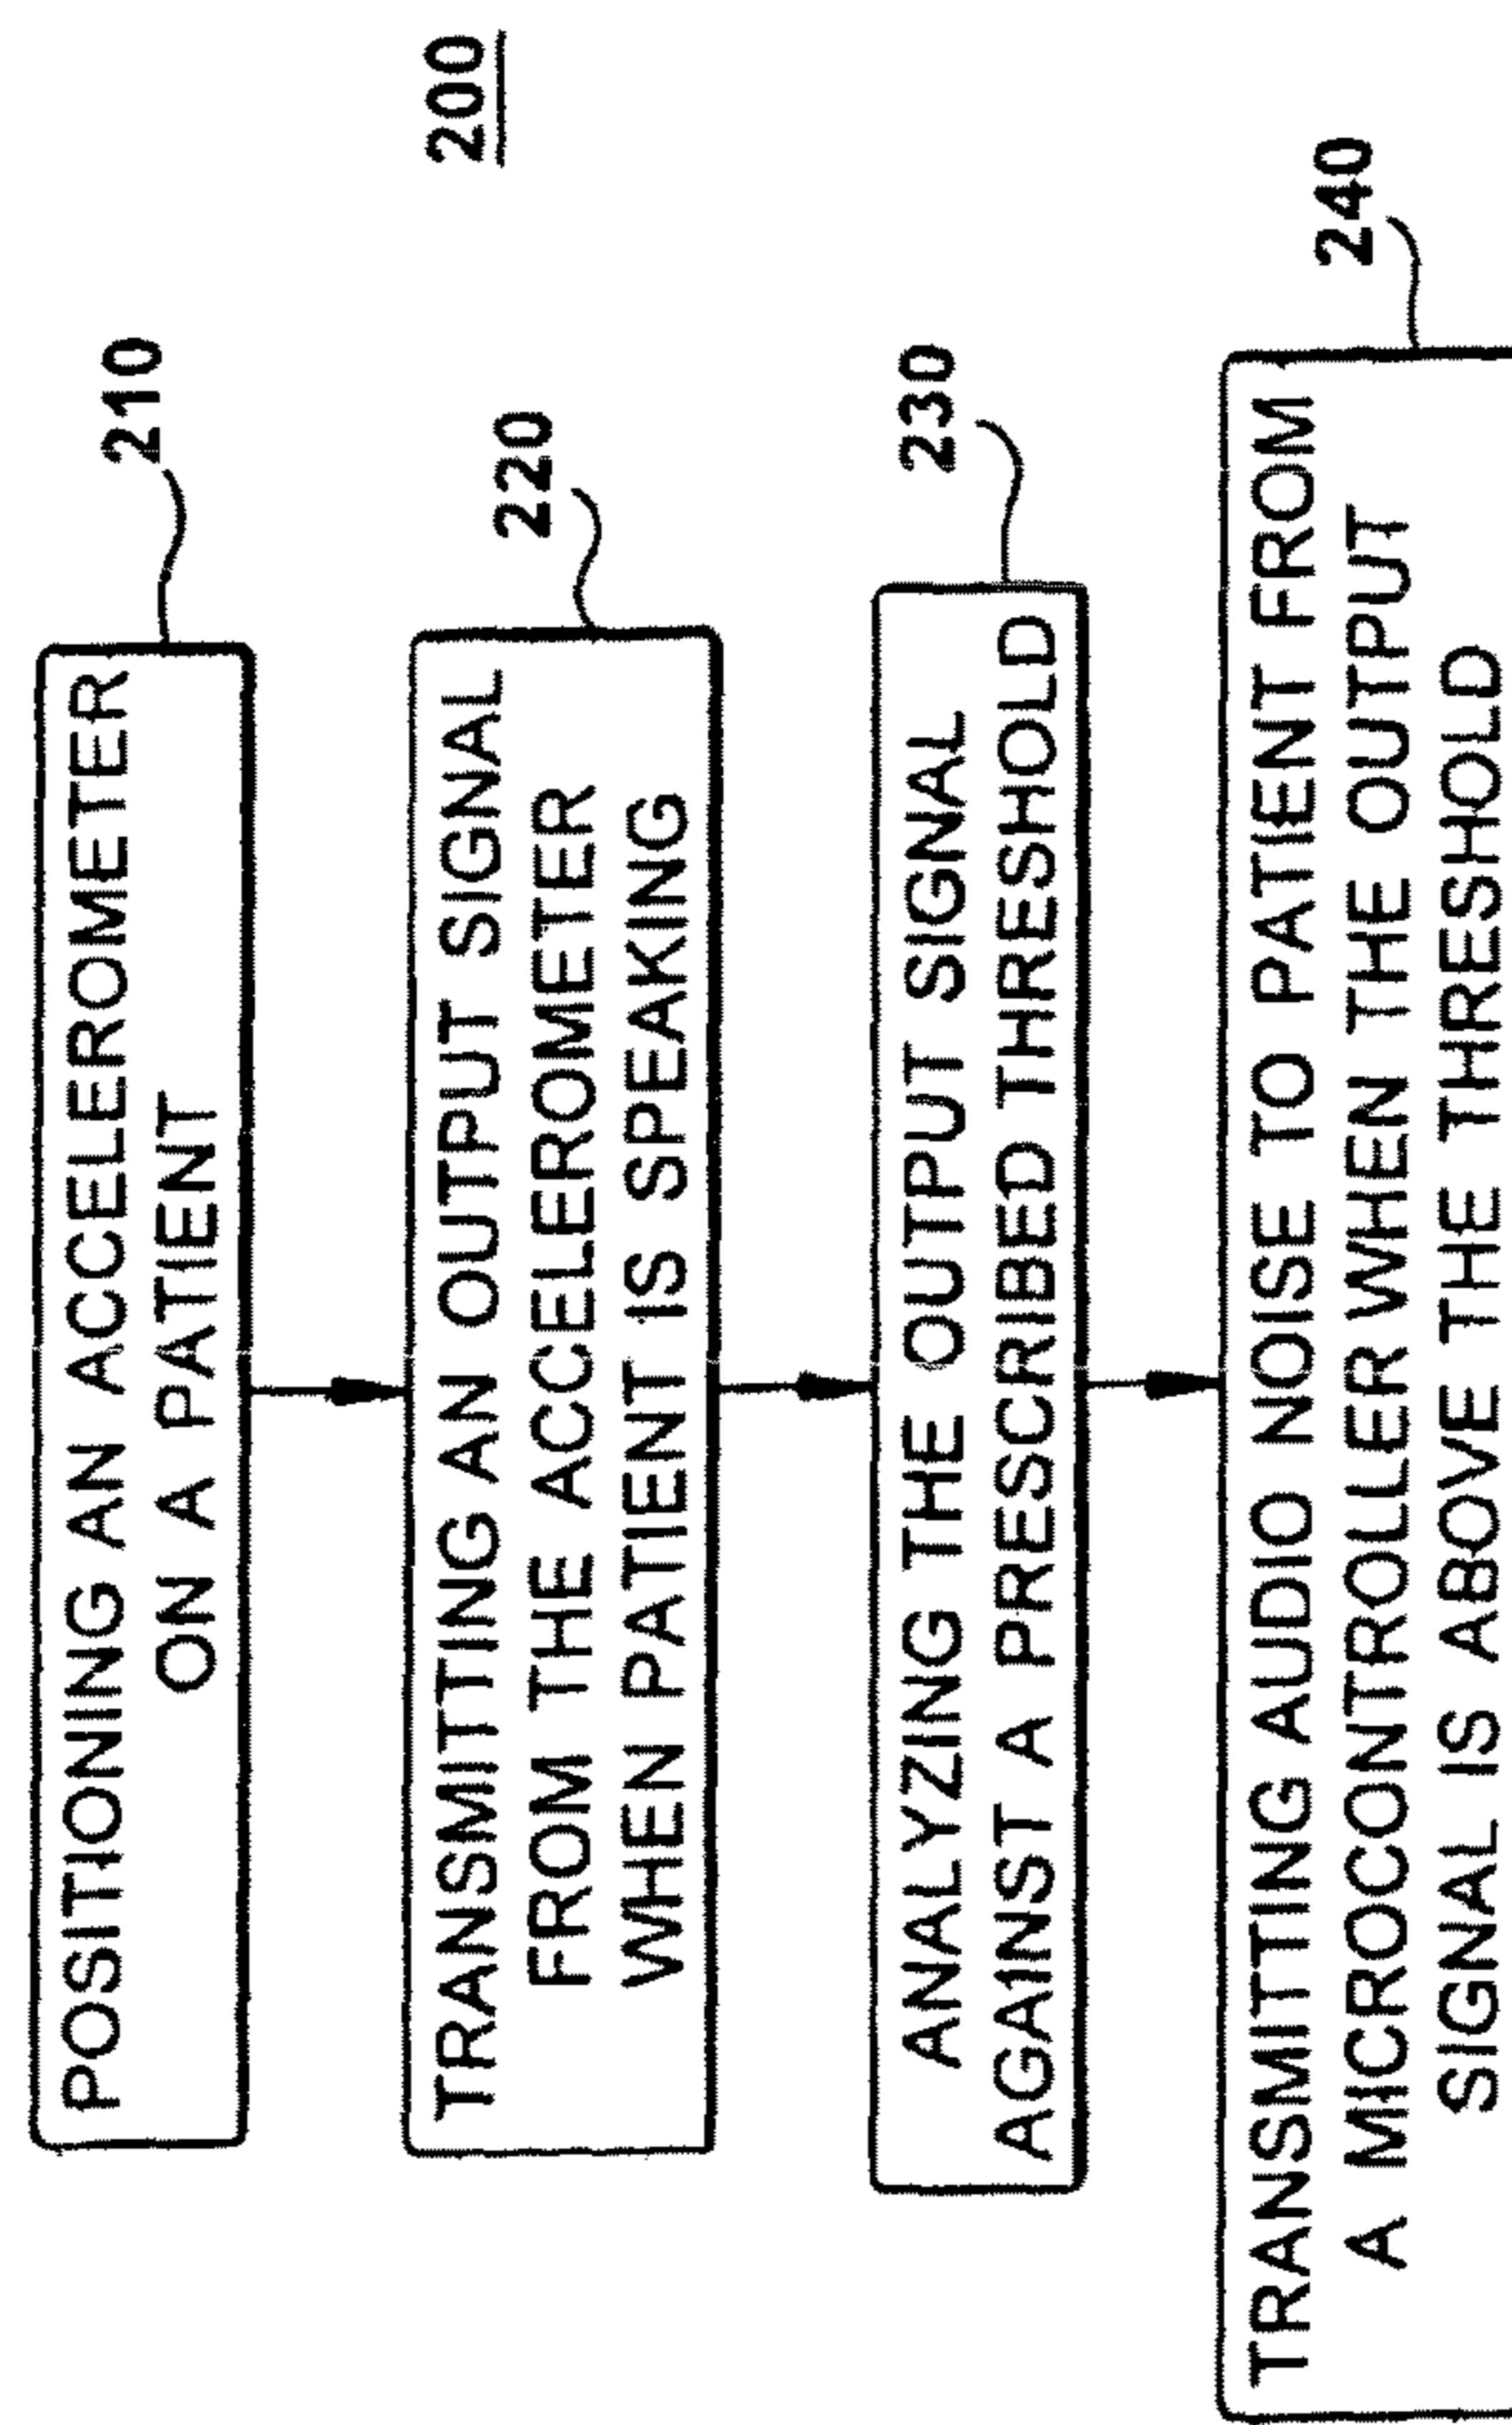 200
210
POSITIONING AN ACCELEROMETER
ON A PATIENT
220
TRANSMITTING AN OUTPUT SIGNAL
FROM THE ACCELEROMETER
WHEN PATIENT IS SPEAKING
230
ANALYZING THE OUTPUT SIGNAL
AGAINST A PRESCRIBED THRESHOLD
240
TRANSMITTING AUDIO NOISE TO PATIENT FROM
A MICROCONTROLLER WHEN THE OUTPUT
SIGNAL IS ABOVE THE THRESHOLD